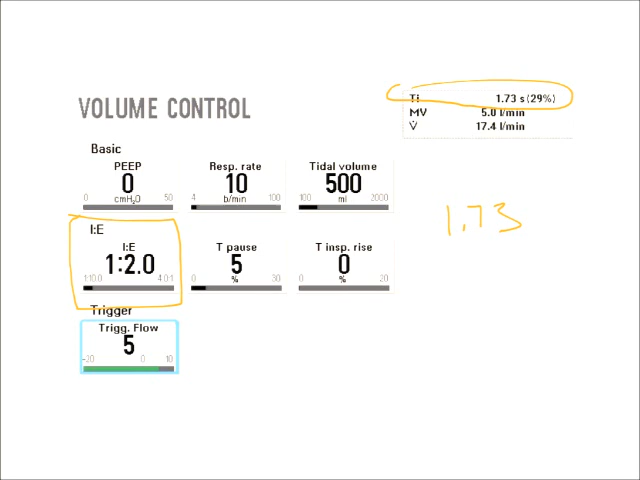 Ti 1.73 s (29%)
MV 5.0 l/min
V̇ 17.4 l/min
VOLUME CONTROL
Basic
PEEP Resp. rate Tidal volume
0 10 500
0 cmH₂O 50 4 b/min 100 100 ml 2000
1.73
I:E
I:E T pause T insp. rise
1:2.0 5 0
1:10.0 4.0:1 0 % 30 0 % 20
Trigger
Trigg. Flow
5
-20 0 10